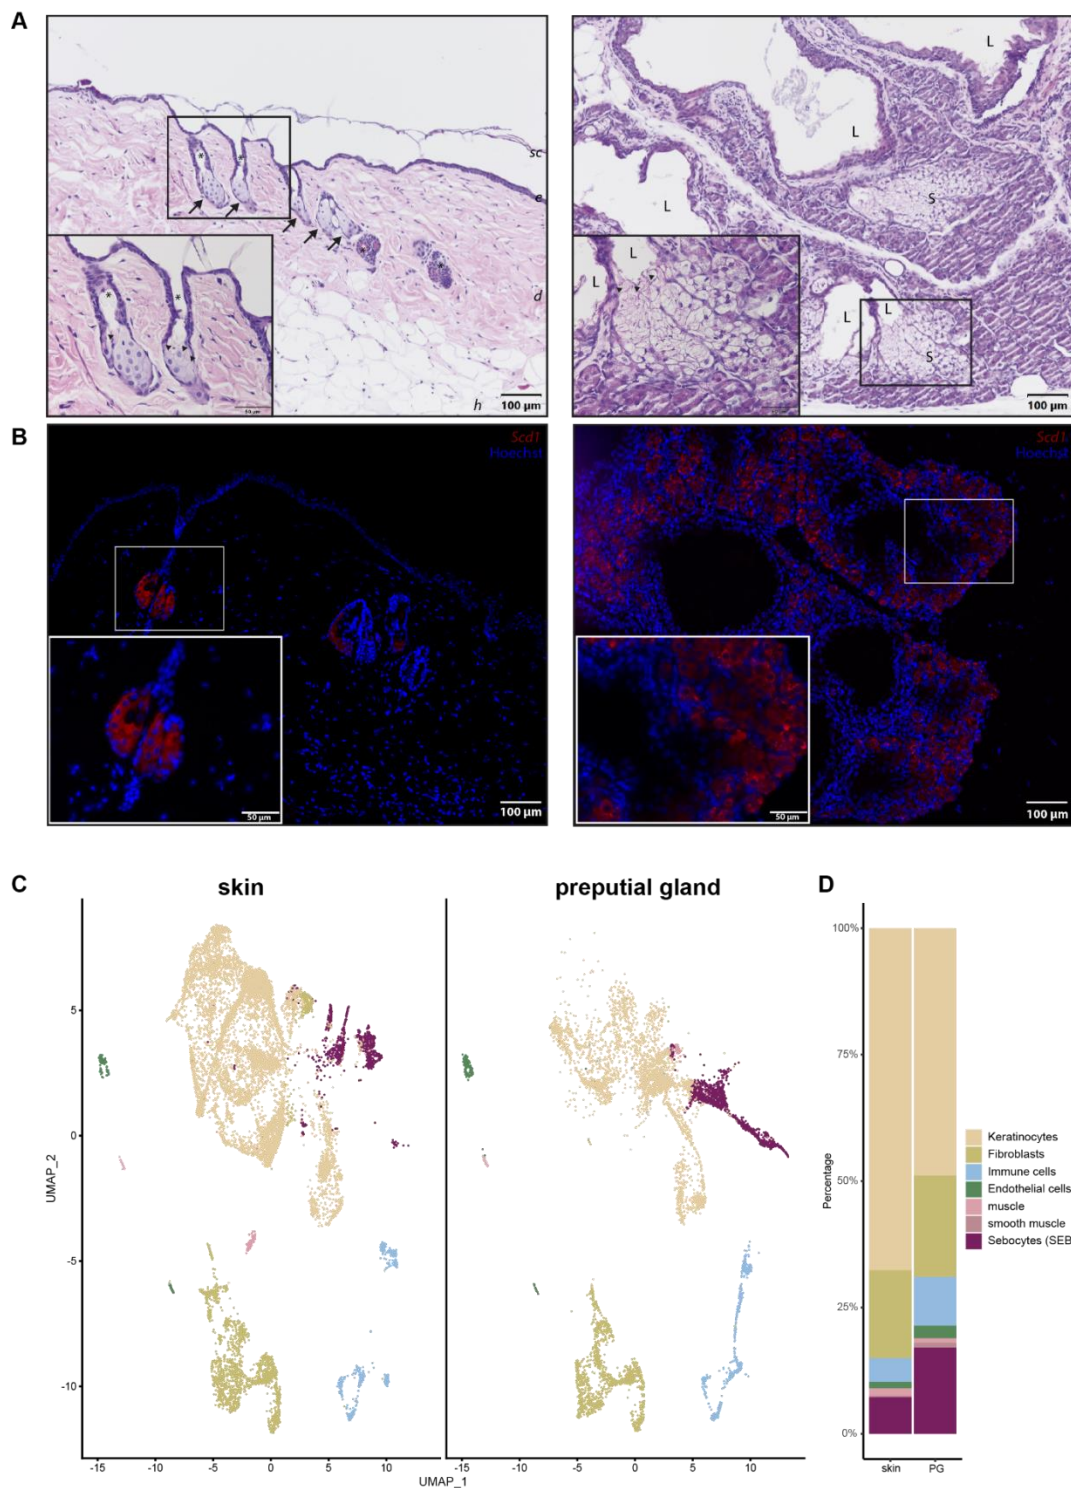 A
sc
e
d
h
100 µm
L
L
L
S
L
L
L
L
S
100 µm
B
Scd1
Hoechst
50 µm
100 µm
Scd1
Hoechst
50 µm
100 µm
C
skin
preputial gland
D
UMAP_2
5
0
-5
-10
-15
-10
-5
0
5
10
-15
-10
-5
0
5
10
UMAP_1
Percentage
100%
75%
50%
25%
0%
skin
PG
Keratinocytes
Fibroblasts
Immune cells
Endothelial cells
muscle
smooth muscle
Sebocytes (SEB